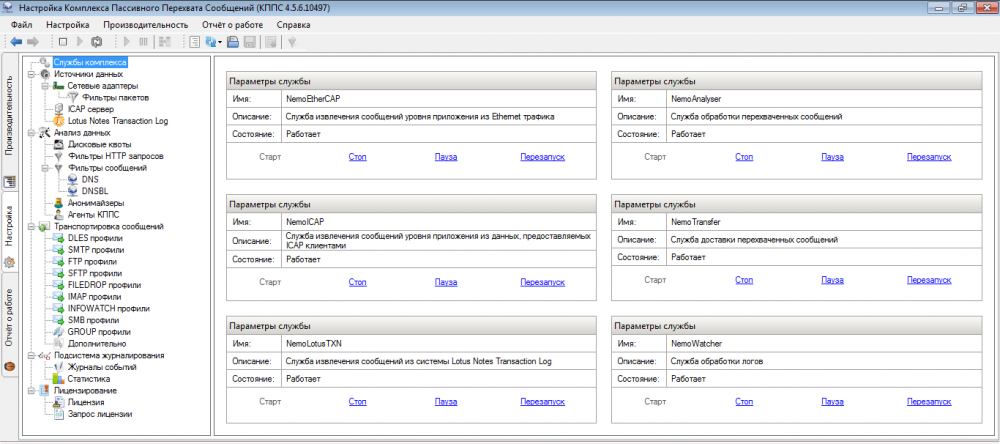 Настройка Комплекса Пассивного Перехвата Сообщений (КППС 4.5.6.10497)
Файл Настройка Производительность Отчёт о работе Справка
Производительность
Настройка
Отчёт о работе
Службы комплекса
Источники данных
Сетевые адаптеры
Фильтры пакетов
ICAP сервер
Lotus Notes Transaction Log
Анализ данных
Дисковые квоты
Фильтры HTTP запросов
Фильтры сообщений
DNS
DNSBL
Анонимайзеры
Агенты КППС
Транспортировка сообщений
DLES профили
SMTP профили
FTP профили
SFTP профили
FILEDROP профили
IMAP профили
INFOWATCH профили
SMB профили
GROUP профили
Дополнительно
Подсистема журналирования
Журналы событий
Статистика
Лицензирование
Лицензия
Запрос лицензии
Параметры службы
Имя: NemoEtherCAP
Описание: Служба извлечения сообщений уровня приложения из Ethernet трафика
Состояние: Работает
Старт Стоп Пауза Перезапуск
Параметры службы
Имя: NemoAnalyser
Описание: Служба обработки перехваченных сообщений
Состояние: Работает
Старт Стоп Пауза Перезапуск
Параметры службы
Имя: NemoICAP
Описание: Служба извлечения сообщений уровня приложения из данных, предоставляемых
ICAP клиентами
Состояние: Работает
Старт Стоп Пауза Перезапуск
Параметры службы
Имя: NemoTransfer
Описание: Служба доставки перехваченных сообщений
Состояние: Работает
Старт Стоп Пауза Перезапуск
Параметры службы
Имя: NemoLotusTXN
Описание: Служба извлечения сообщений из системы Lotus Notes Transaction Log
Состояние: Работает
Старт Стоп Пауза Перезапуск
Параметры службы
Имя: NemoWatcher
Описание: Служба обработки логов
Состояние: Работает
Старт Стоп Пауза Перезапуск